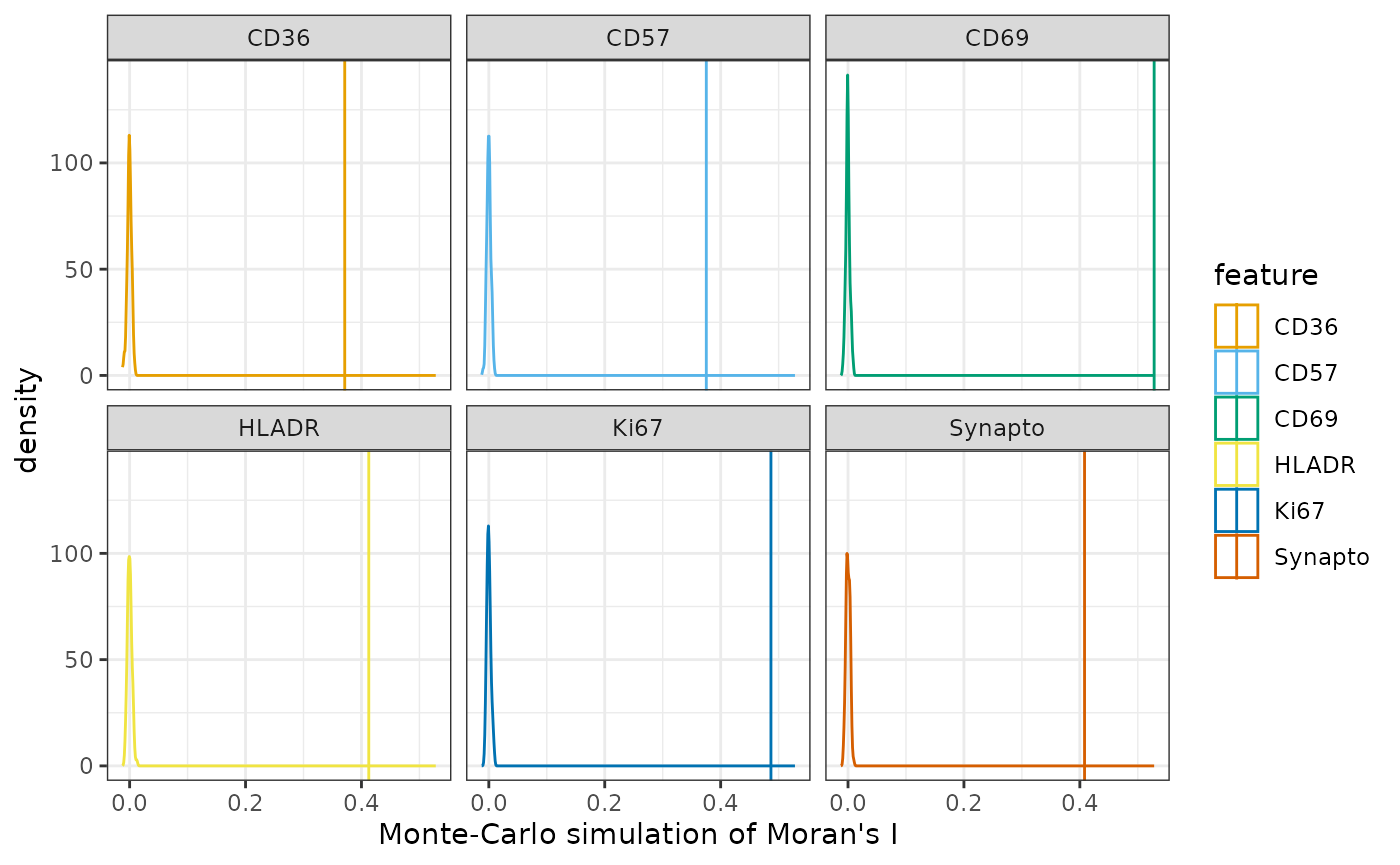 CD36 CD57 CD69
100
50
0
HLADR Ki67 Synapto
100
50
0
0.0 0.2 0.4 0.0 0.2 0.4 0.0 0.2 0.4
Monte-Carlo simulation of Moran's I
density
feature
CD36
CD57
CD69
HLADR
Ki67
Synapto